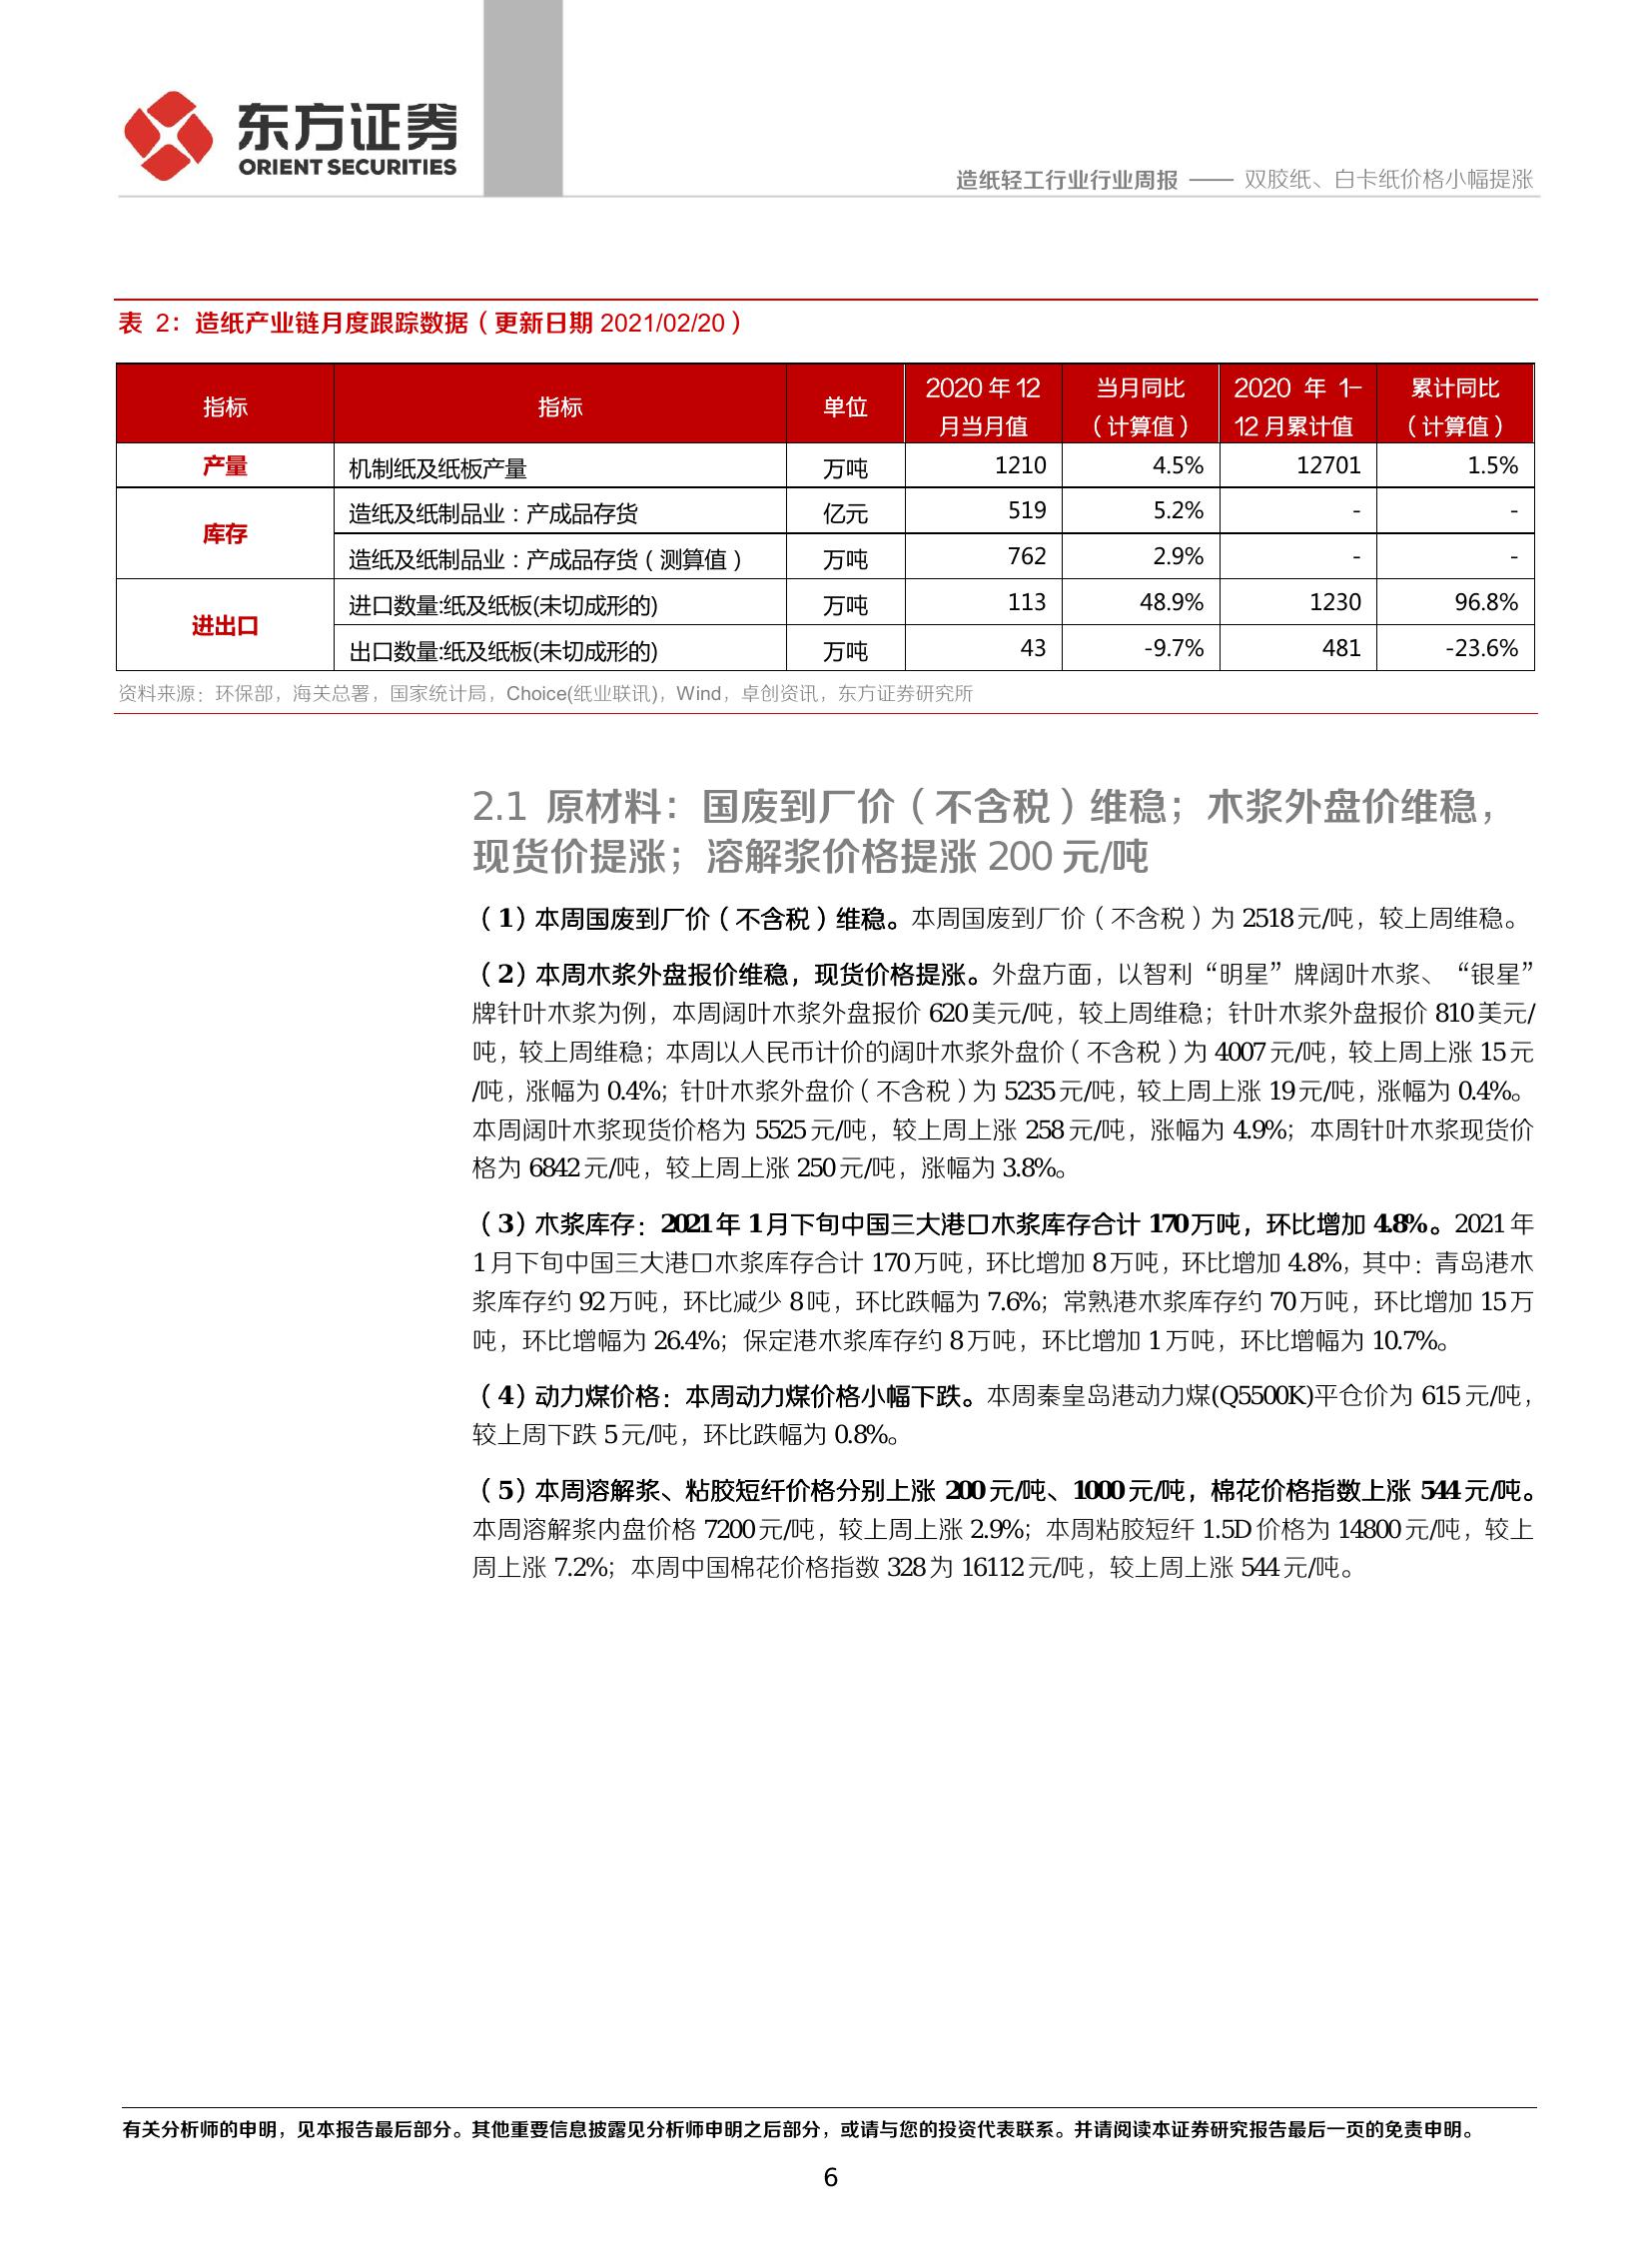 东方证券
ORIENT SECURITIES
造纸轻工行业行业周报 —— 双胶纸、白卡纸价格小幅提涨
表 2：造纸产业链月度跟踪数据（更新日期 2021/02/20）
指标 指标 单位 2020 年 12 月当月值 当月同比（计算值） 2020 年 1-12 月累计值 累计同比（计算值）
产量 机制纸及纸板产量 万吨 1210 4.5% 12701 1.5%
库存 造纸及纸制品业：产成品存货 亿元 519 5.2% - -
造纸及纸制品业：产成品存货（测算值） 万吨 762 2.9% - -
进出口 进口数量:纸及纸板(未切成形的) 万吨 113 48.9% 1230 96.8%
出口数量:纸及纸板(未切成形的) 万吨 43 -9.7% 481 -23.6%
资料来源：环保部，海关总署，国家统计局，Choice(纸业联讯)，Wind，卓创资讯，东方证券研究所
2.1 原材料：国废到厂价（不含税）维稳；木浆外盘价维稳，
现货价提涨；溶解浆价格提涨 200 元/吨
（1）本周国废到厂价（不含税）维稳。本周国废到厂价（不含税）为 2518 元/吨，较上周维稳。
（2）本周木浆外盘报价维稳，现货价格提涨。外盘方面，以智利“明星”牌阔叶木浆、“银星”
牌针叶木浆为例，本周阔叶木浆外盘报价 620 美元/吨，较上周维稳；针叶木浆外盘报价 810 美元/
吨，较上周维稳；本周以人民币计价的阔叶木浆外盘价（不含税）为 4007 元/吨，较上周上涨 15 元
/吨，涨幅为 0.4%；针叶木浆外盘价（不含税）为 5235 元/吨，较上周上涨 19 元/吨，涨幅为 0.4%。
本周阔叶木浆现货价格为 5525 元/吨，较上周上涨 258 元/吨，涨幅为 4.9%；本周针叶木浆现货价
格为 6842 元/吨，较上周上涨 250 元/吨，涨幅为 3.8%。
（3）木浆库存：2021 年 1 月下旬中国三大港口木浆库存合计 170 万吨，环比增加 4.8%。2021 年
1 月下旬中国三大港口木浆库存合计 170 万吨，环比增加 8 万吨，环比增加 4.8%，其中：青岛港木
浆库存约 92 万吨，环比减少 8 吨，环比跌幅为 7.6%；常熟港木浆库存约 70 万吨，环比增加 15 万
吨，环比增幅为 26.4%；保定港木浆库存约 8 万吨，环比增加 1 万吨，环比增幅为 10.7%。
（4）动力煤价格：本周动力煤价格小幅下跌。本周秦皇岛港动力煤(Q5500K)平仓价为 615 元/吨，
较上周下跌 5 元/吨，环比跌幅为 0.8%。
（5）本周溶解浆、粘胶短纤价格分别上涨 200 元/吨、1000 元/吨，棉花价格指数上涨 544 元/吨。
本周溶解浆内盘价格 7200 元/吨，较上周上涨 2.9%；本周粘胶短纤 1.5D 价格为 14800 元/吨，较上
周上涨 7.2%；本周中国棉花价格指数 328 为 16112 元/吨，较上周上涨 544 元/吨。
有关分析师的申明，见本报告最后部分。其他重要信息披露见分析师申明之后部分，或请与您的投资代表联系。并请阅读本证券研究报告最后一页的免责申明。
6